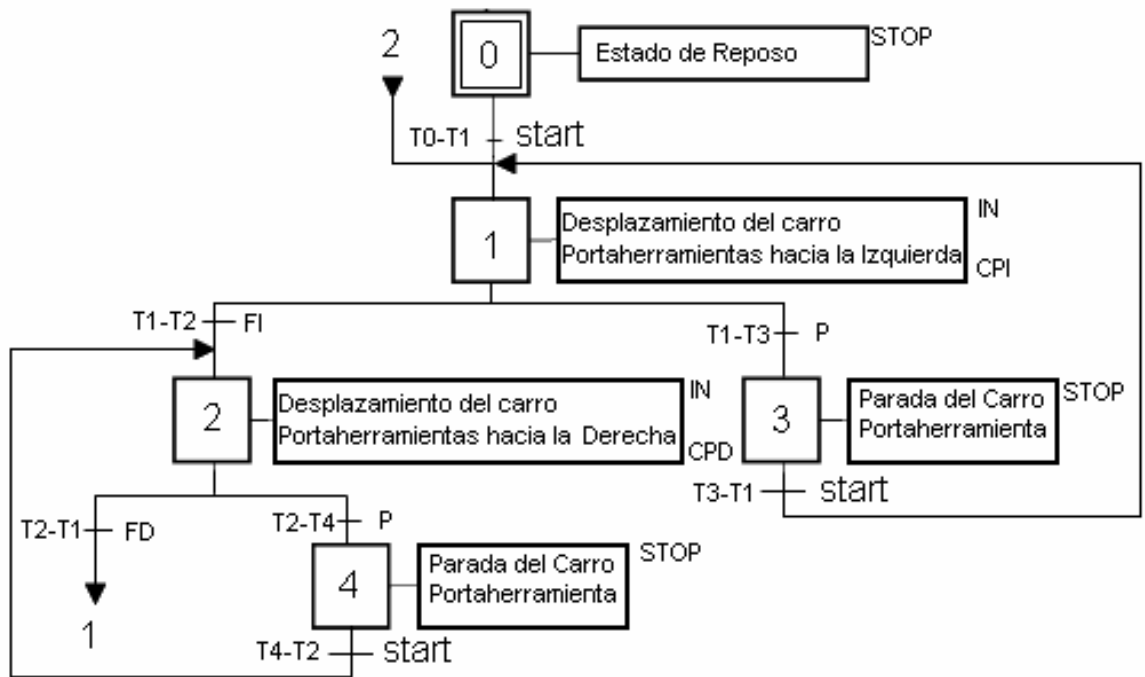 2
0
Estado de Reposo
STOP
T0-T1
start
1
Desplazamiento del carro
Portaherramientas hacia la Izquierda
IN
CPI
T1-T2
FI
T1-T3
P
2
Desplazamiento del carro
Portaherramientas hacia la Derecha
IN
CPD
3
Parada del Carro
Portaherramienta
STOP
T3-T1
start
T2-T1
FD
T2-T4
P
4
Parada del Carro
Portaherramienta
STOP
1
T4-T2
start